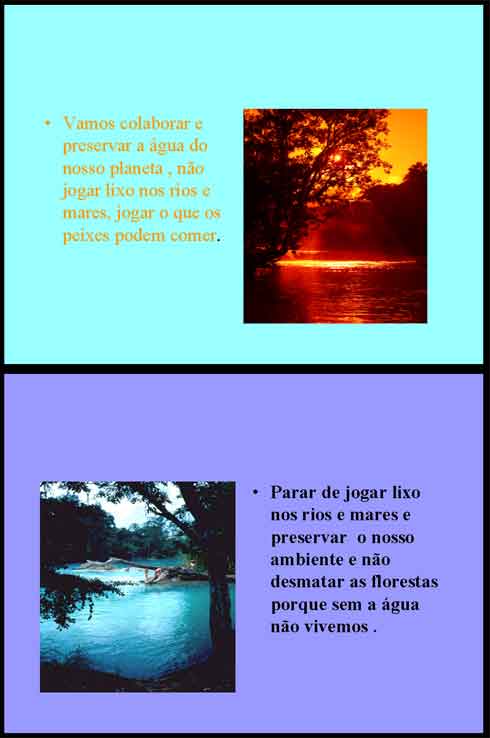 • Vamos colaborar e
preservar a água do
nosso planeta , não
jogar lixo nos rios e
mares, jogar o que os
peixes podem comer.
• Parar de jogar lixo
nos rios e mares e
preservar  o nosso
ambiente e não
desmatar as florestas
porque sem a água
não vivemos .